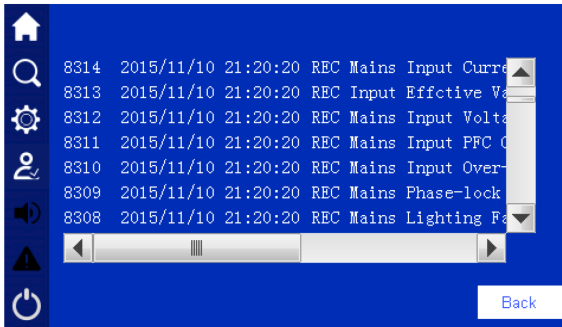 8314 2015/11/10 21:20:20 REC Mains Input Curre
8313 2015/11/10 21:20:20 REC Input Effctive Va
8312 2015/11/10 21:20:20 REC Mains Input Volta
8311 2015/11/10 21:20:20 REC Mains Input PFC
8310 2015/11/10 21:20:20 REC Mains Input Over-
8309 2015/11/10 21:20:20 REC Mains Phase-lock
8308 2015/11/10 21:20:20 REC Mains Lighting Fa
Back